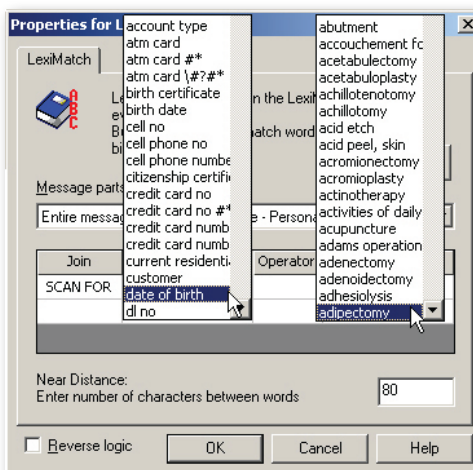 Properties for L
LexiMatch
A
B
C
Le
n the LexiM
ev
B
atch word
bi
Message parts
Entire messag
e - Persona
Join
Operator
SCAN FOR
account type
atm card
atm card #*
atm card \#?#*
birth certificate
birth date
cell no
cell phone no
cell phone numbe
citizenship certific
credit card no
credit card no #*
credit card numb
credit card numb
current residentia
customer
date of birth
dl no
abutment
accouchement fo
acetabulectomy
acetabuloplasty
achillotenotomy
achillotomy
acid etch
acid peel, skin
acromionectomy
acromioplasty
actinotherapy
activities of daily
acupuncture
adams operation
adenectomy
adenoidectomy
adhesiolysis
adipectomy
Near Distance:
Enter number of characters between words
80
Reverse logic
OK
Cancel
Help